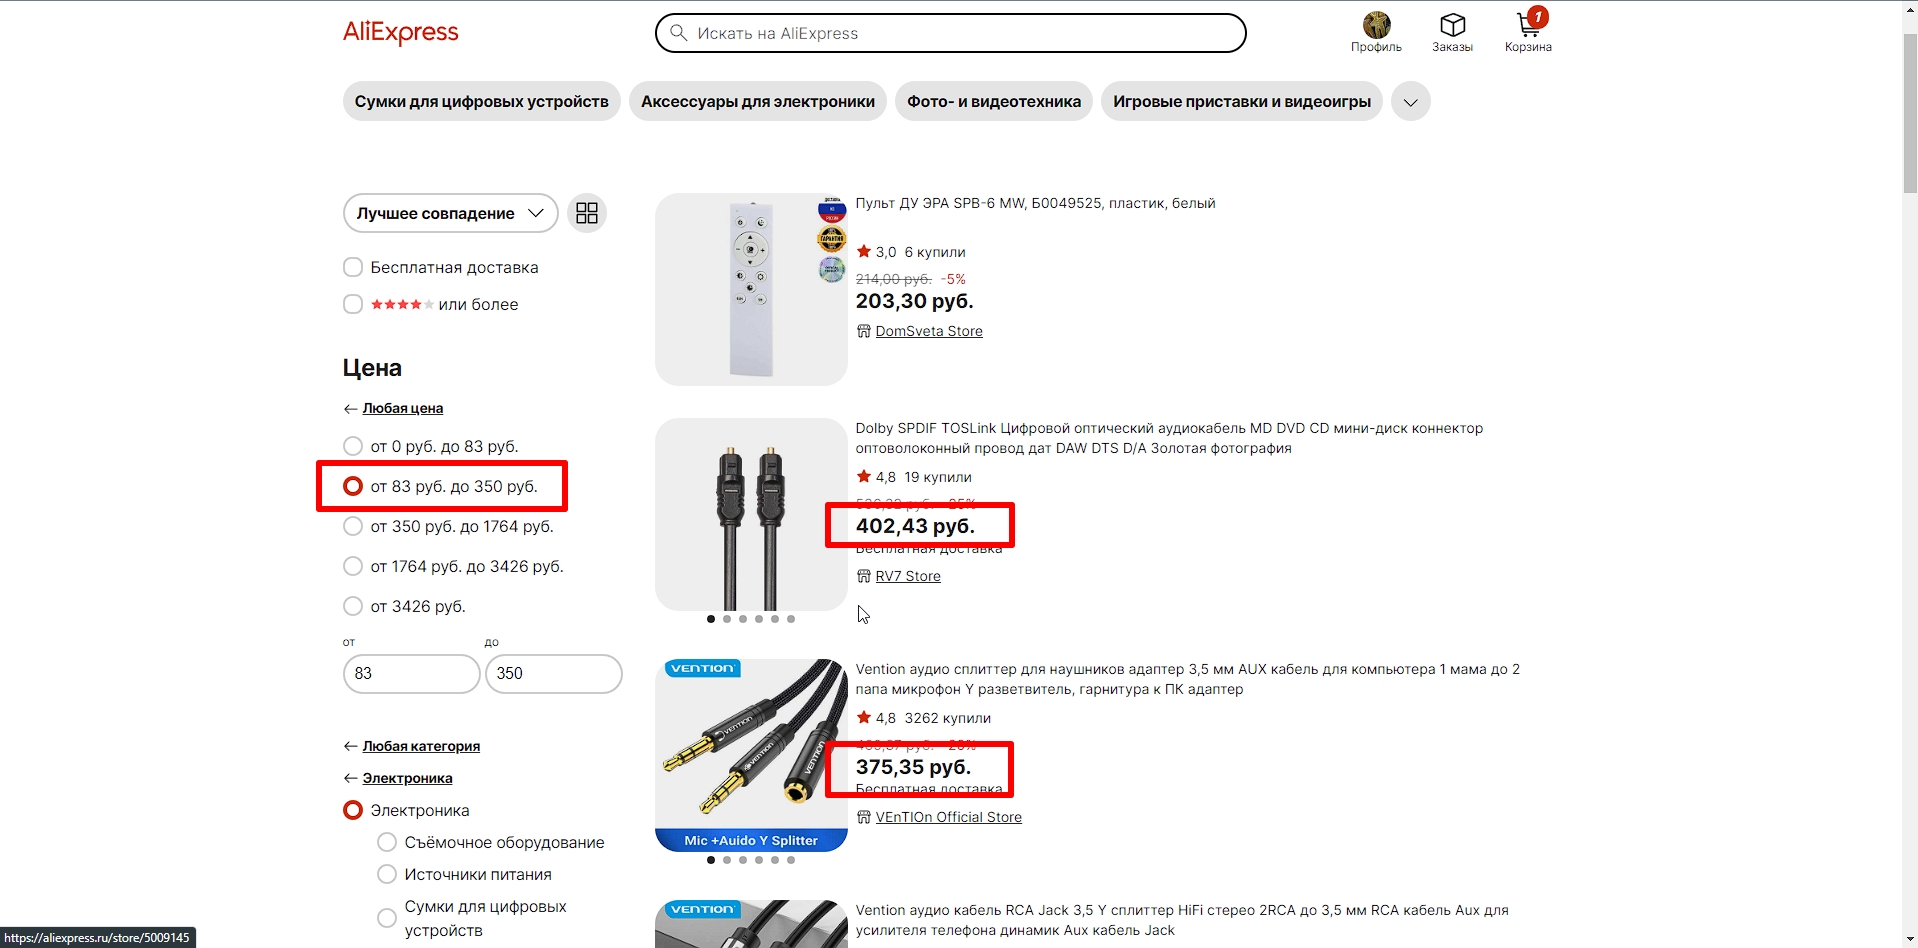 AliExpress
Искать на AliExpress
Профиль
Заказы
1
Корзина
Сумки для цифровых устройств
Аксессуары для электроники
Фото- и видеотехника
Игровые приставки и видеоигры
Лучшее совпадение
Бесплатная доставка
или более
Цена
Любая цена
от 0 руб. до 83 руб.
от 83 руб. до 350 руб.
от 350 руб. до 1764 руб.
от 1764 руб. до 3426 руб.
от 3426 руб.
от
до
83
350
Любая категория
Электроника
Электроника
Съёмочное оборудование
Источники питания
Сумки для цифровых
устройств
Пульт ДУ ЭРА SPB-6 MW, Б0049525, пластик, белый
ГАРАНТИЯ
3,0 6 купили
214,00 руб. -5%
203,30 руб.
DomSveta Store
Dolby SPDIF TOSLink Цифровой оптический аудиокабель MD DVD CD мини-диск коннектор
оптоволоконный провод дат DAW DTS D/A Золотая фотография
4,8 19 купили
402,43 руб.
Бесплатная доставка
RV7 Store
VENTION
VENTION
VENTION
VENTION
Mic +Auido Y Splitter
Vention аудио сплиттер для наушников адаптер 3,5 мм AUX кабель для компьютера 1 мама до 2
папа микрофон Y разветвитель, гарнитура к ПК адаптер
4,8 3262 купили
375,35 руб.
Бесплатная доставка
VEnTIOn Official Store
VENTION
Vention аудио кабель RCA Jack 3,5 Y сплиттер HiFi стерео 2RCA до 3,5 мм RCA кабель Aux для
усилителя телефона динамик Aux кабель Jack
https://aliexpress.ru/store/5009145